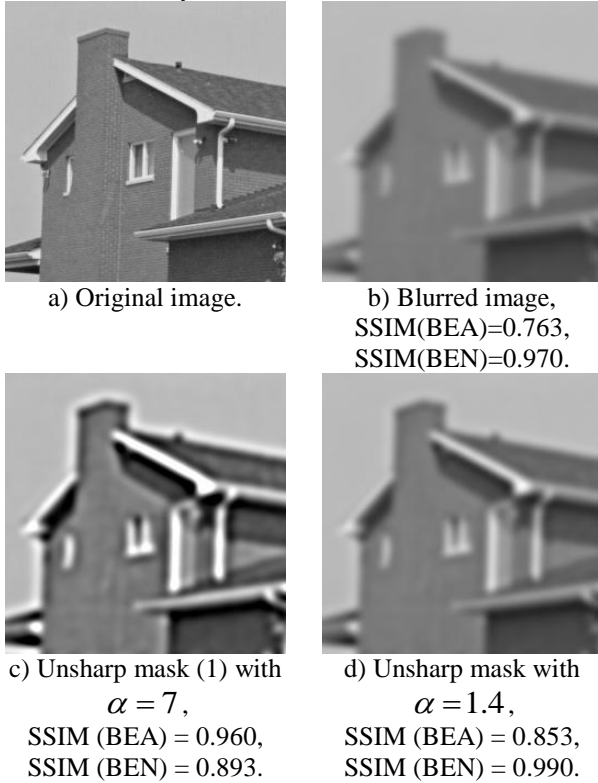 a) Original image.
b) Blurred image,
SSIM(BEA)=0.763,
SSIM(BEN)=0.970.
c) Unsharp mask (1) with
α = 7,
SSIM (BEA) = 0.960,
SSIM (BEN) = 0.893.
d) Unsharp mask with
α = 1.4,
SSIM (BEA) = 0.853,
SSIM (BEN) = 0.990.